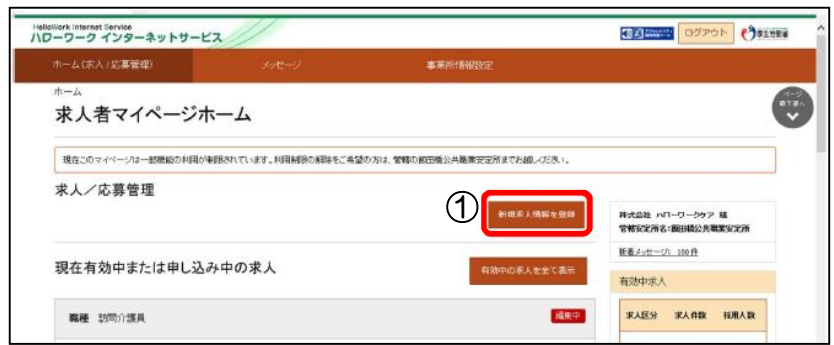 HelloWork Internet Service
ハローワーク インターネットサービス
ログアウト
厚生労働省
ホーム(求人/応募管理)
メッセージ
事業所情報設定
ホーム
求人者マイページホーム
ページ
最下部へ
現在このマイページは一部機能の利用が制限されています。利用制限の解除をご希望の方は、管轄の飯田橋公共職業安定所までお越しください。
求人/応募管理
①
新規求人情報を登録
株式会社 ハローワークケア 様
管轄安定所名:飯田橋公共職業安定所
新着メッセージ: 100件
現在有効中または申し込み中の求人
有効中の求人を全て表示
有効中求人
職種 訪問介護員
編集中
求人区分 求人件数 採用人数